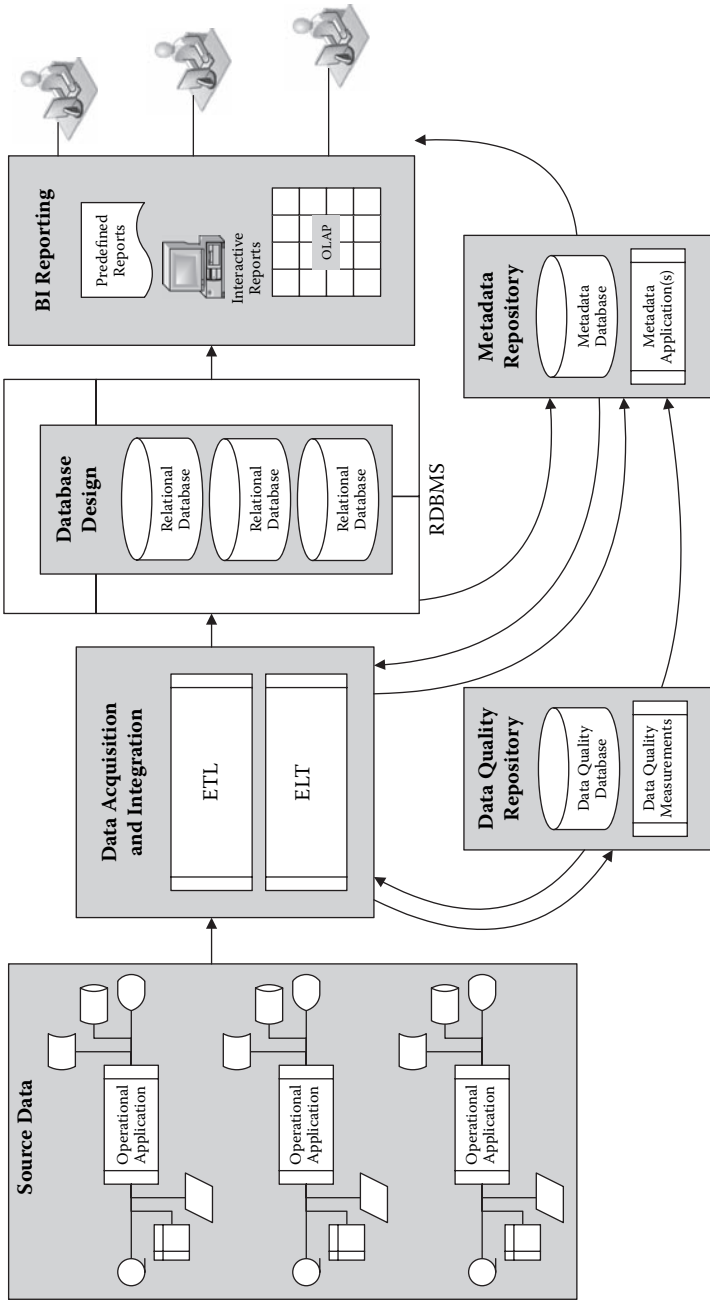 Source Data
Operational
Application
Operational
Application
Operational
Application
Data Acquisition
and Integration
ETL
ELT
Data Quality
Repository
Data Quality
Database
Data Quality
Measurements
Database
Design
Relational
Database
Relational
Database
Relational
Database
RDBMS
Metadata
Repository
Metadata
Database
Metadata
Application(s)
BI Reporting
Predefined
Reports
Interactive
Reports
OLAP